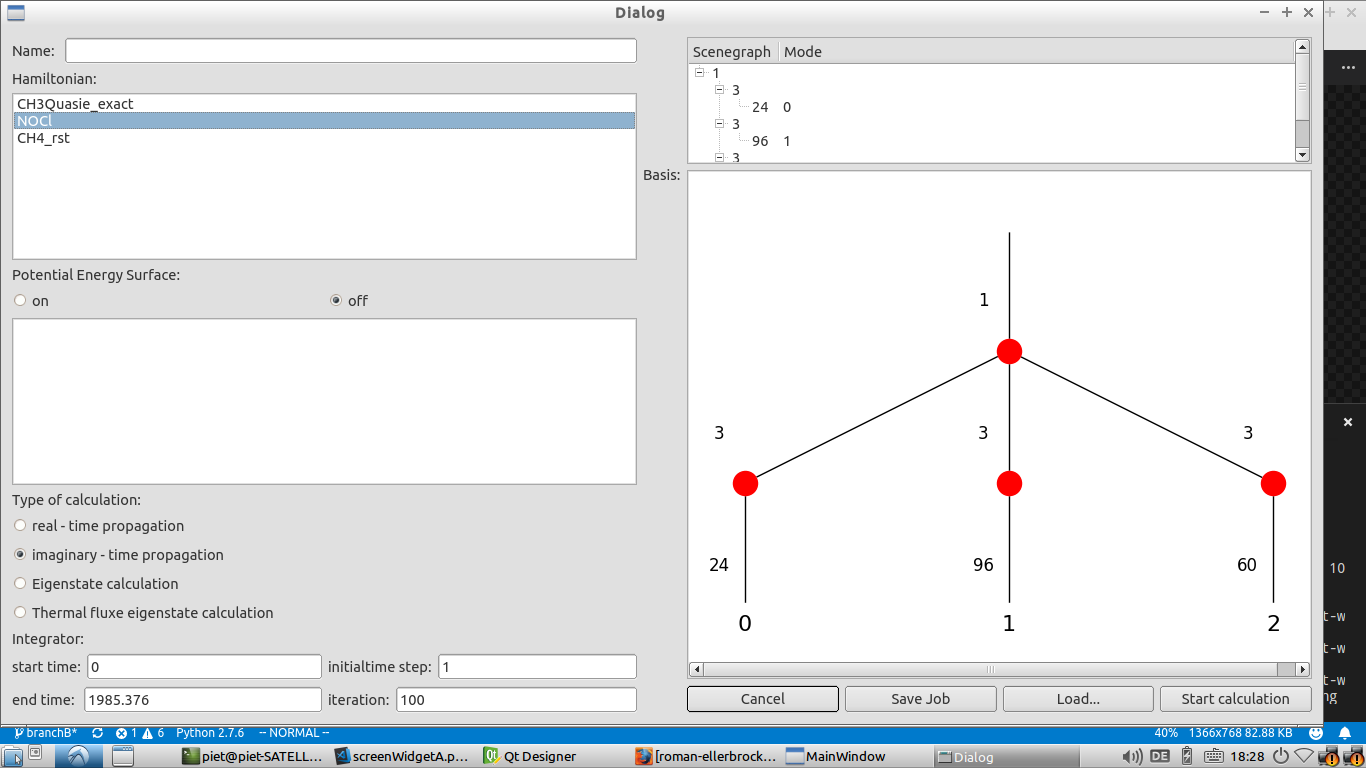 Dialog
Name:
Hamiltonian:
CH3Quasie_exact
NOCl
CH4_rst
Potential Energy Surface:
on
off
Type of calculation:
real - time propagation
imaginary - time propagation
Eigenstate calculation
Thermal fluxe eigenstate calculation
Integrator:
start time: 0 initialtime step: 1
end time: 1985.376 iteration: 100
Basis:
Scenegraph Mode
1
3
24 0
3
96 1
3
1
3 3 3
24 96 60
0 1 2
Cancel Save Job Load... Start calculation
10
t-w
t-w
t-w
ng
branchB* 1 6 Python 2.7.6 -- NORMAL -- 40% 1366x768 82.88 KB
piet@piet-SATELL... screenWidgetA.p... Qt Designer [roman-ellerbrock... MainWindow Dialog DE 18:28